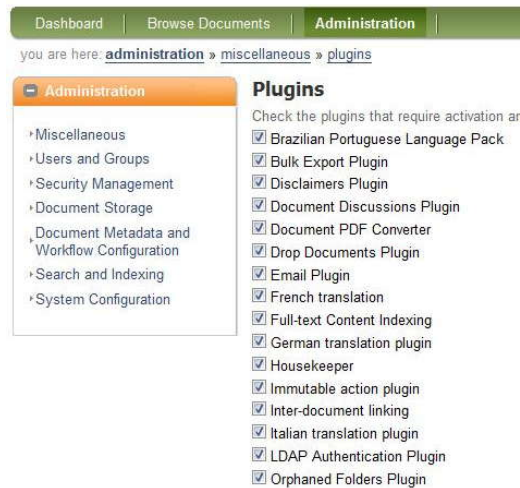 Dashboard Browse Documents Administration
you are here: administration » miscellaneous » plugins
Administration
Miscellaneous
Users and Groups
Security Management
Document Storage
Document Metadata and
Workflow Configuration
Search and Indexing
System Configuration
Plugins
Check the plugins that require activation
Brazilian Portuguese Language Pack
Bulk Export Plugin
Disclaimers Plugin
Document Discussions Plugin
Document PDF Converter
Drop Documents Plugin
Email Plugin
French translation
Full-text Content Indexing
German translation plugin
Housekeeper
Immutable action plugin
Inter-document linking
Italian translation plugin
LDAP Authentication Plugin
Orphaned Folders Plugin